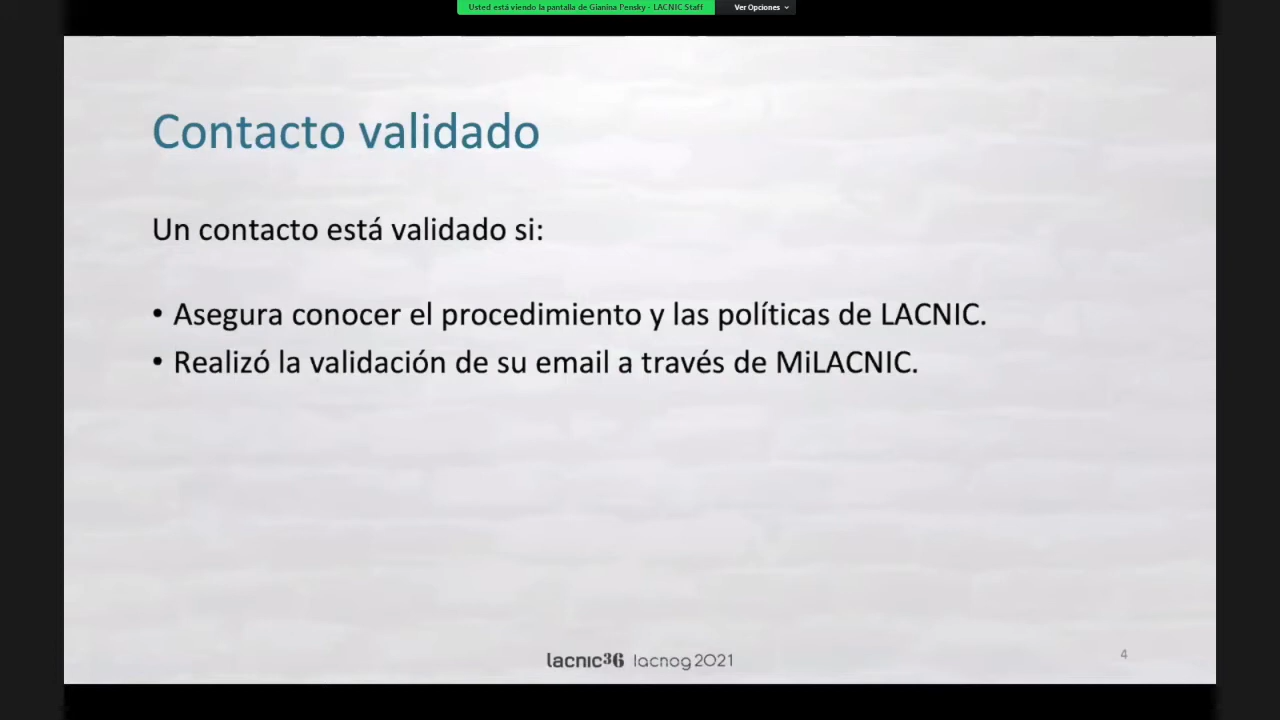 Usted está viendo la pantalla de Gianina Pensky - LACNIC Staff
Ver Opciones
Contacto validado
Un contacto está validado si:
• Asegura conocer el procedimiento y las políticas de LACNIC.
• Realizó la validación de su email a través de MiLACNIC.
lacnic36 lacnog2021
4